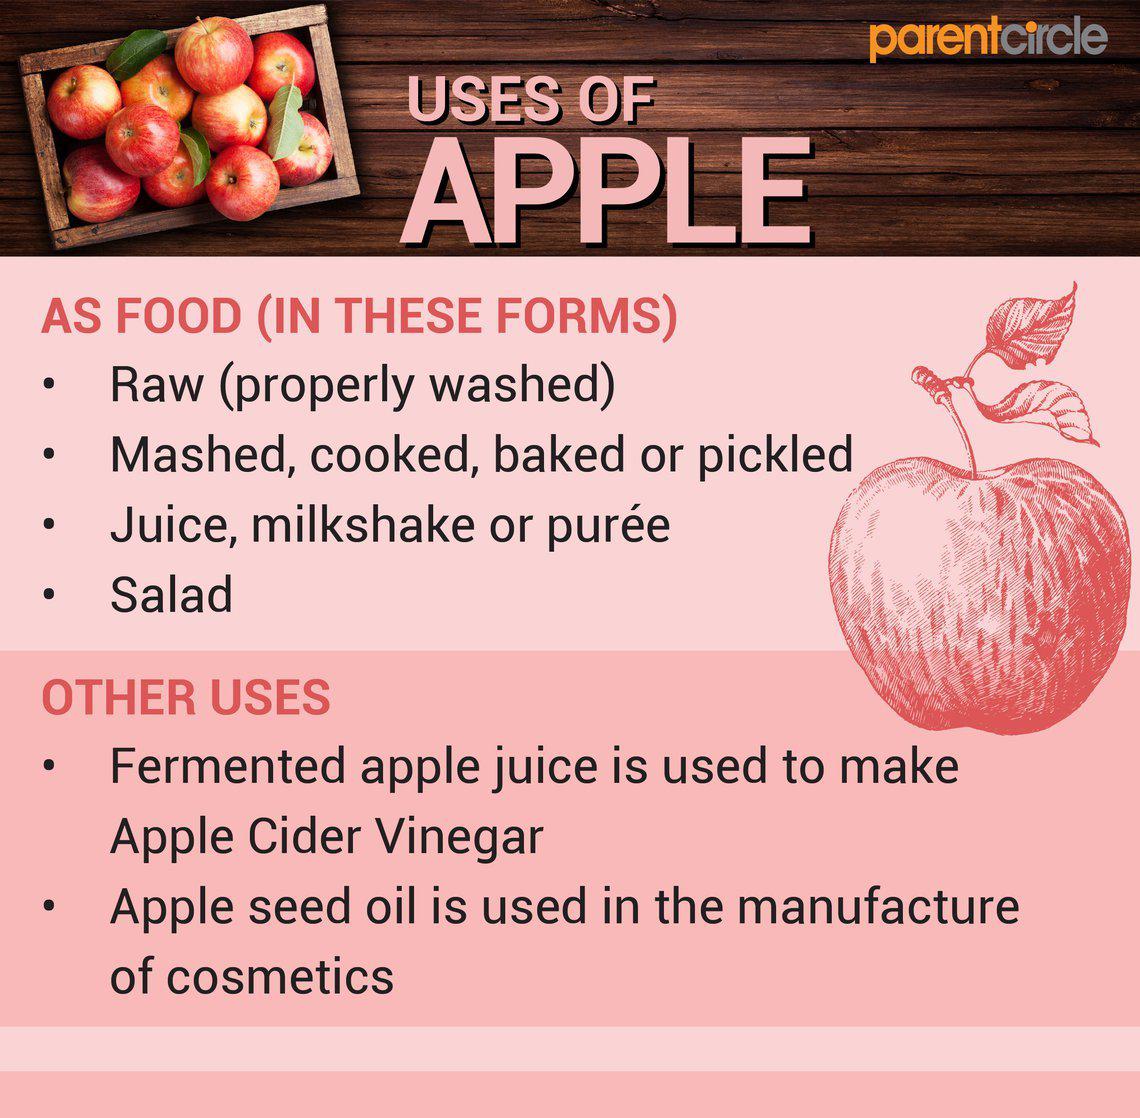 parentcircle
USES OF
APPLE
AS FOOD (IN THESE FORMS)
• Raw (properly washed)
• Mashed, cooked, baked or pickled
• Juice, milkshake or purée
• Salad
OTHER USES
• Fermented apple juice is used to make
Apple Cider Vinegar
• Apple seed oil is used in the manufacture
of cosmetics